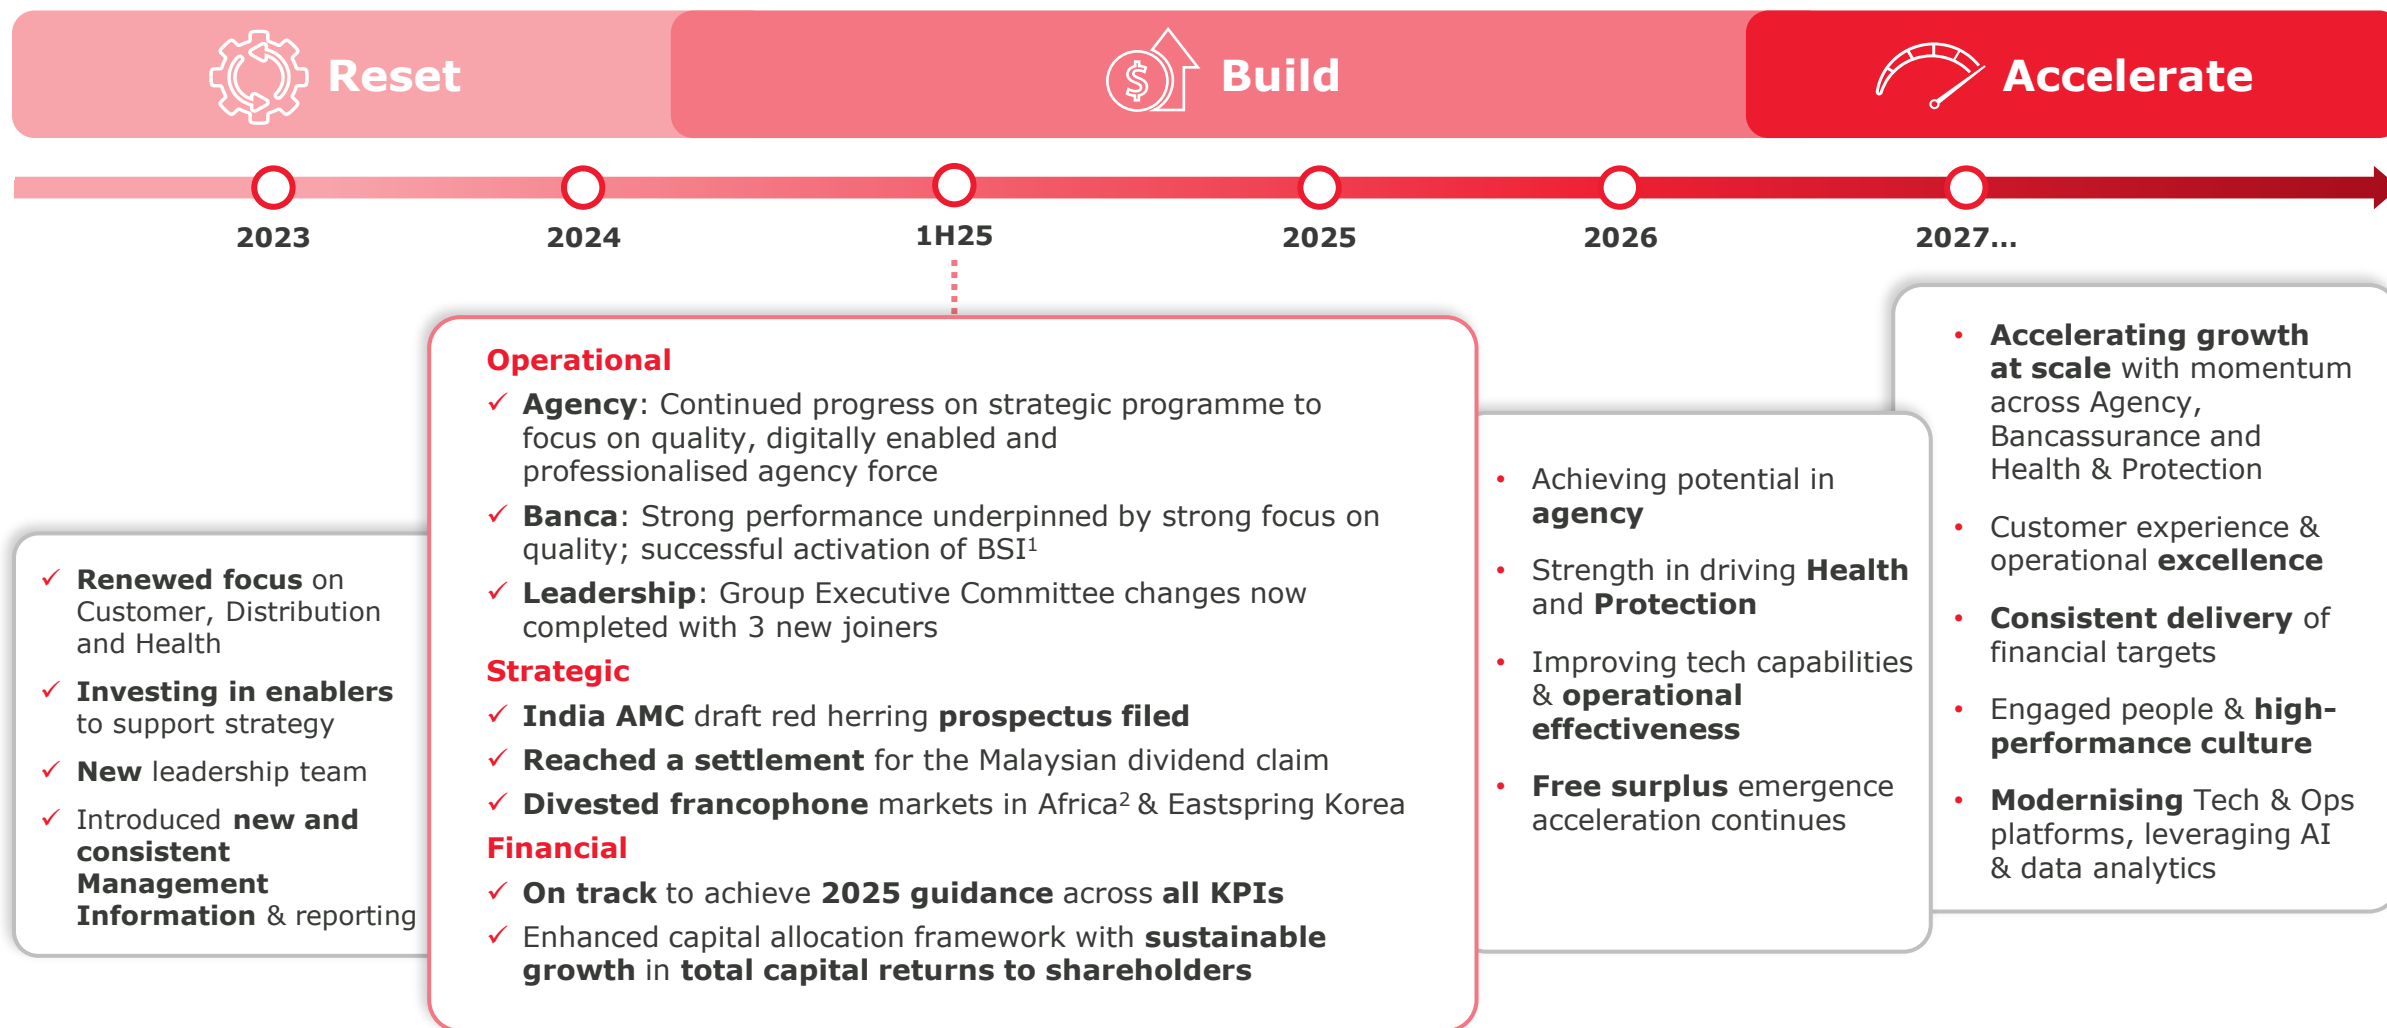 Reset
Build
Accelerate
2023
2024
1H25
2025
2026
2027...
Renewed focus on
Customer, Distribution
and Health
Investing in enablers
to support strategy
New leadership team
Introduced new and
consistent
Management
Information & reporting
Operational
Agency: Continued progress on strategic programme to
focus on quality, digitally enabled and
professionalised agency force
Banca: Strong performance underpinned by strong focus on
quality; successful activation of BSI¹
Leadership: Group Executive Committee changes now
completed with 3 new joiners
Strategic
India AMC draft red herring prospectus filed
Reached a settlement for the Malaysian dividend claim
Divested francophone markets in Africa² & Eastspring Korea
Financial
On track to achieve 2025 guidance across all KPIs
Enhanced capital allocation framework with sustainable
growth in total capital returns to shareholders
Achieving potential in
agency
Strength in driving Health
and Protection
Improving tech capabilities
& operational
effectiveness
Free surplus emergence
acceleration continues
Accelerating growth
at scale with momentum
across Agency,
Bancassurance and
Health & Protection
Customer experience &
operational excellence
Consistent delivery of
financial targets
Engaged people & high-
performance culture
Modernising Tech & Ops
platforms, leveraging AI
& data analytics